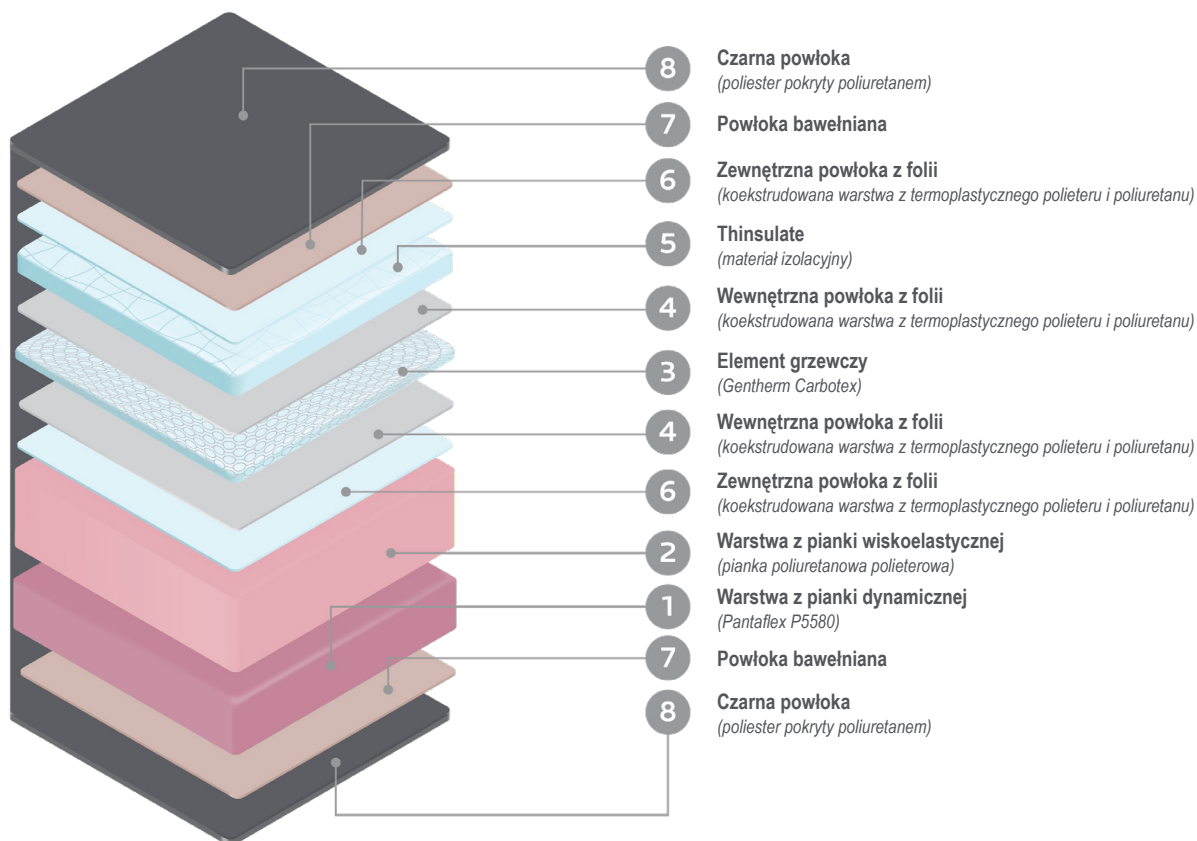 8 Czarna powłoka
(poliester pokryty poliuretanem)
7 Powłoka bawełniana
6 Zewnętrzna powłoka z folii
(koekstrudowana warstwa z termoplastycznego polieteru i poliuretanu)
5 Thinsulate
(materiał izolacyjny)
4 Wewnętrzna powłoka z folii
(koekstrudowana warstwa z termoplastycznego polieteru i poliuretanu)
3 Element grzewczy
(Gentherm Carbotex)
4 Wewnętrzna powłoka z folii
(koekstrudowana warstwa z termoplastycznego polieteru i poliuretanu)
6 Zewnętrzna powłoka z folii
(koekstrudowana warstwa z termoplastycznego polieteru i poliuretanu)
2 Warstwa z pianki wiskoelastycznej
(pianka poliuretanowa polieterowa)
1 Warstwa z pianki dynamicznej
(Pantaflex P5580)
7 Powłoka bawełniana
8 Czarna powłoka
(poliester pokryty poliuretanem)